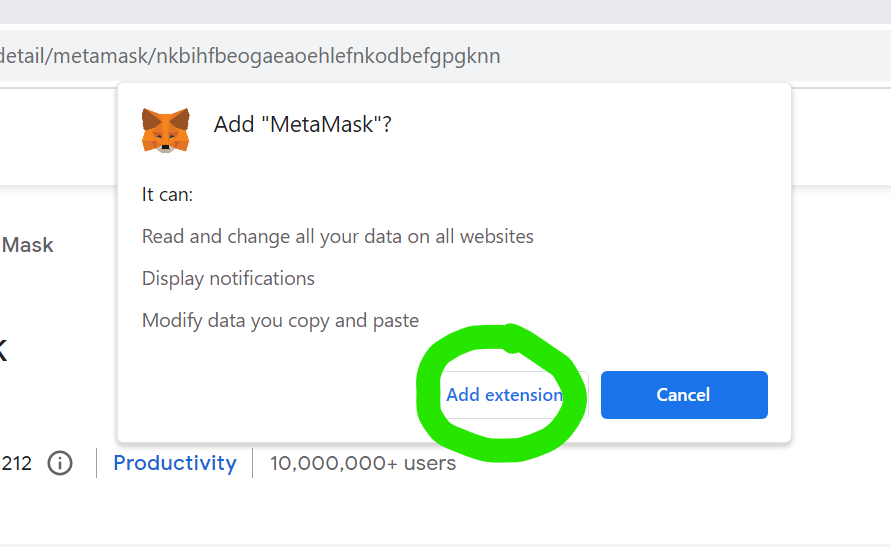 detail/metamask/nkbihfbeogaeaoehlefnkodbefgpgknn
Add "MetaMask"?
It can:
Read and change all your data on all websites
Mask
Display notifications
Modify data you copy and paste
Add extension
Cancel
212
Productivity
10,000,000+ users